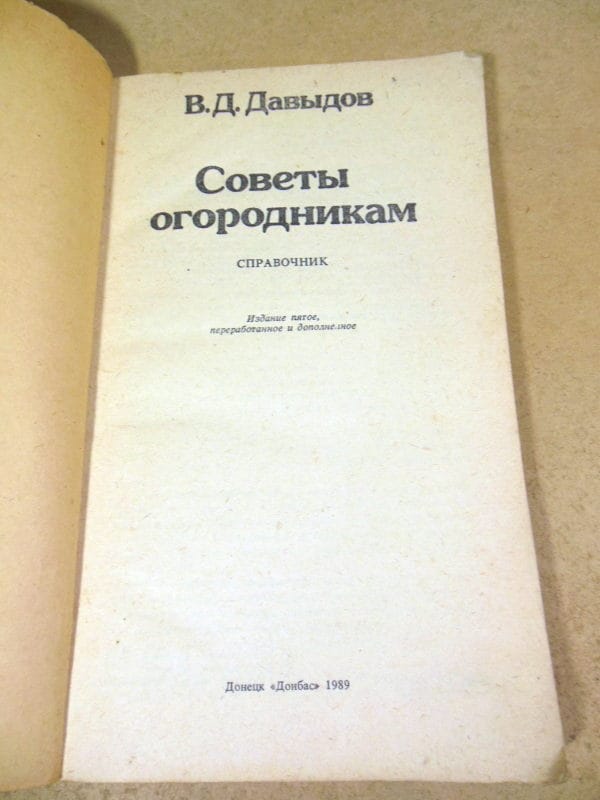 В. Д. Давыдов
Советы
огородникам
СПРАВОЧНИК
Издание пятое,
переработанное и дополненное
Донецк «Донбас» 1989